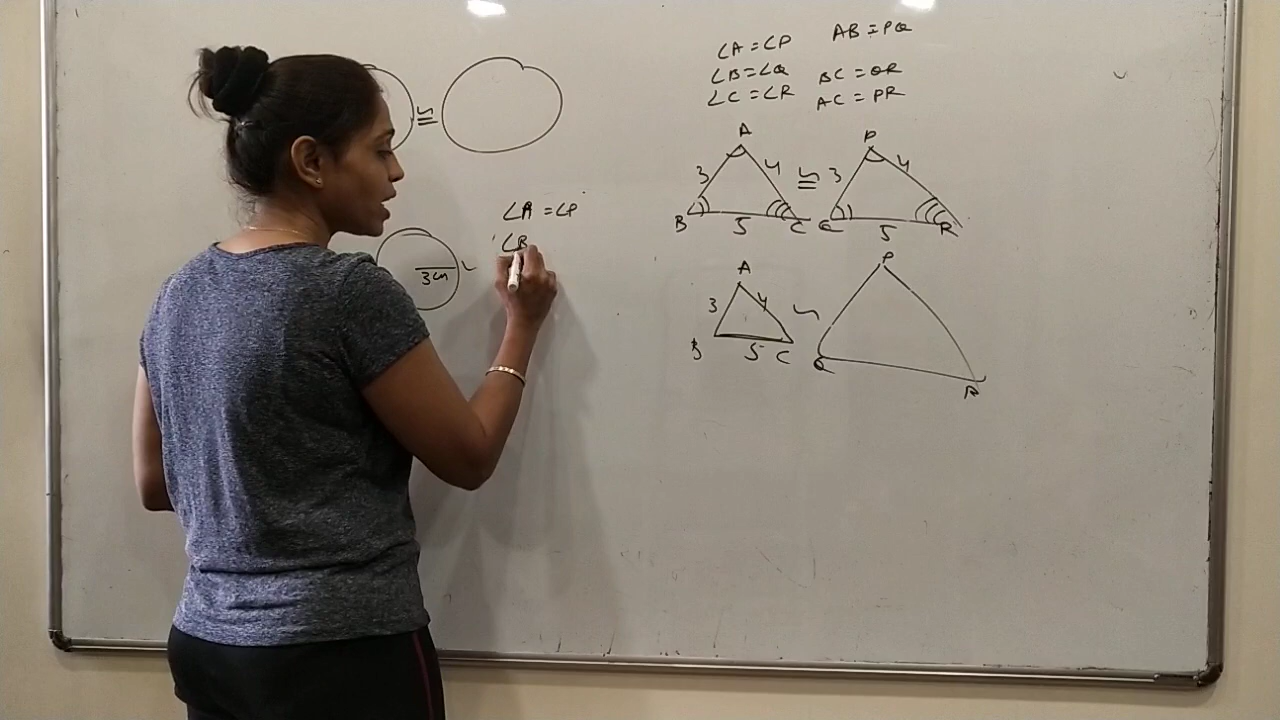 ≅
3cm ~
∠A = ∠P
∠B
∠A = ∠P AB = PQ
∠B = ∠Q BC = QR
∠C = ∠R AC = PR
A P
3 4 ≅ 3 4
B 5 C Q 5 R
A P
3 4 ~
B 5 C Q R